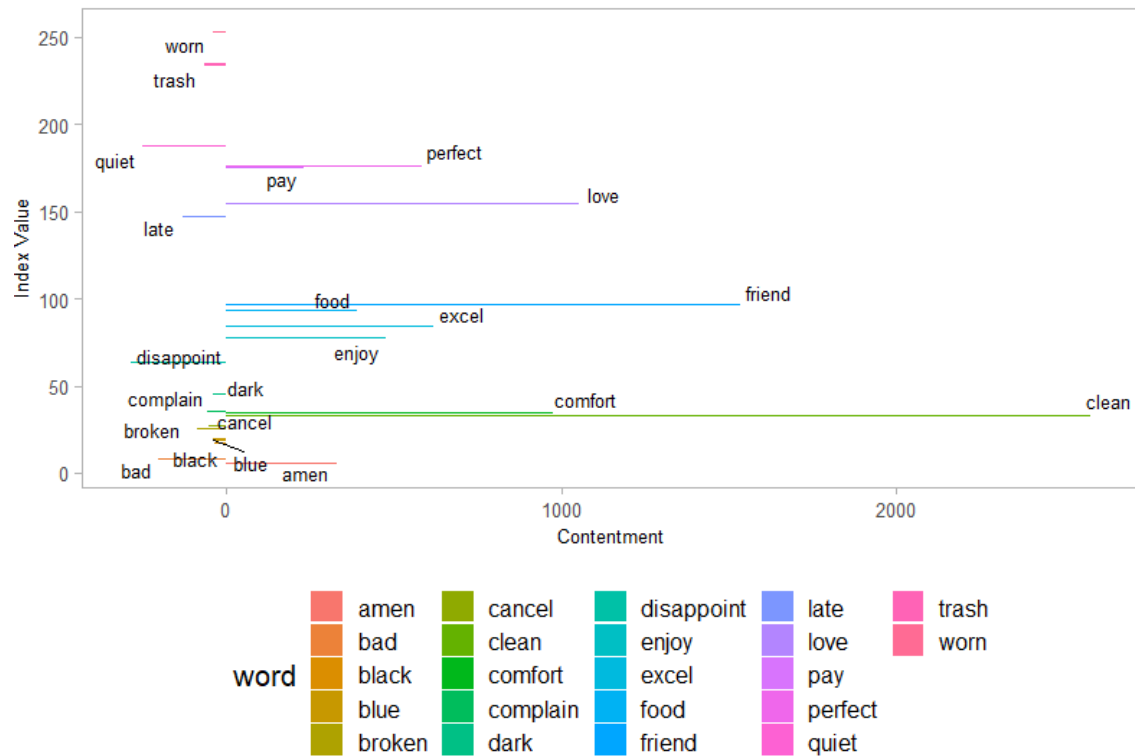 250
worn
trash
200
perfect
quiet
pay
love
150
late
Index Value
100
food
friend
excel
disappoint
enjoy
50
dark
complain
comfort
clean
cancel
broken
black
blue
0
bad
amen
0 1000 2000
Contentment
amen cancel disappoint late trash
bad clean enjoy love worn
word black comfort excel pay
blue complain food perfect
broken dark friend quiet